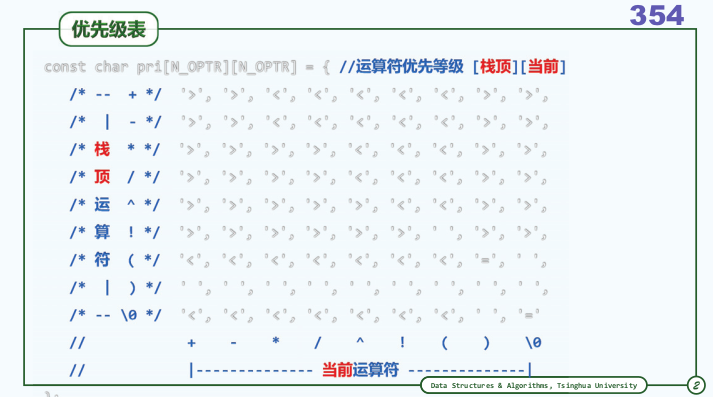 354
优先级表
const char pri[N_OPTR][N_OPTR] = { //运算符优先等级 [栈顶][当前]
/* -- + */ '>', '>', '<', '<', '<', '<', '<', '>', '>',
/* | - */ '>', '>', '<', '<', '<', '<', '<', '>', '>',
/* 栈 * */ '>', '>', '>', '>', '<', '<', '<', '>', '>',
/* 顶 / */ '>', '>', '>', '>', '<', '<', '<', '>', '>',
/* 运 ^ */ '>', '>', '>', '>', '>', '<', '<', '>', '>',
/* 算 ! */ '>', '>', '>', '>', '>', '>', ' ', '>', '>',
/* 符 ( */ '<', '<', '<', '<', '<', '<', '<', '=', ' ',
/* | ) */ ' ', ' ', ' ', ' ', ' ', ' ', ' ', ' ', ' ',
/* -- \0 */ '<', '<', '<', '<', '<', '<', '<', ' ', '='
// + - * / ^ ! ( ) \0
// |-------------- 当前运算符 --------------|
};
Data Structures & Algorithms, Tsinghua University
2